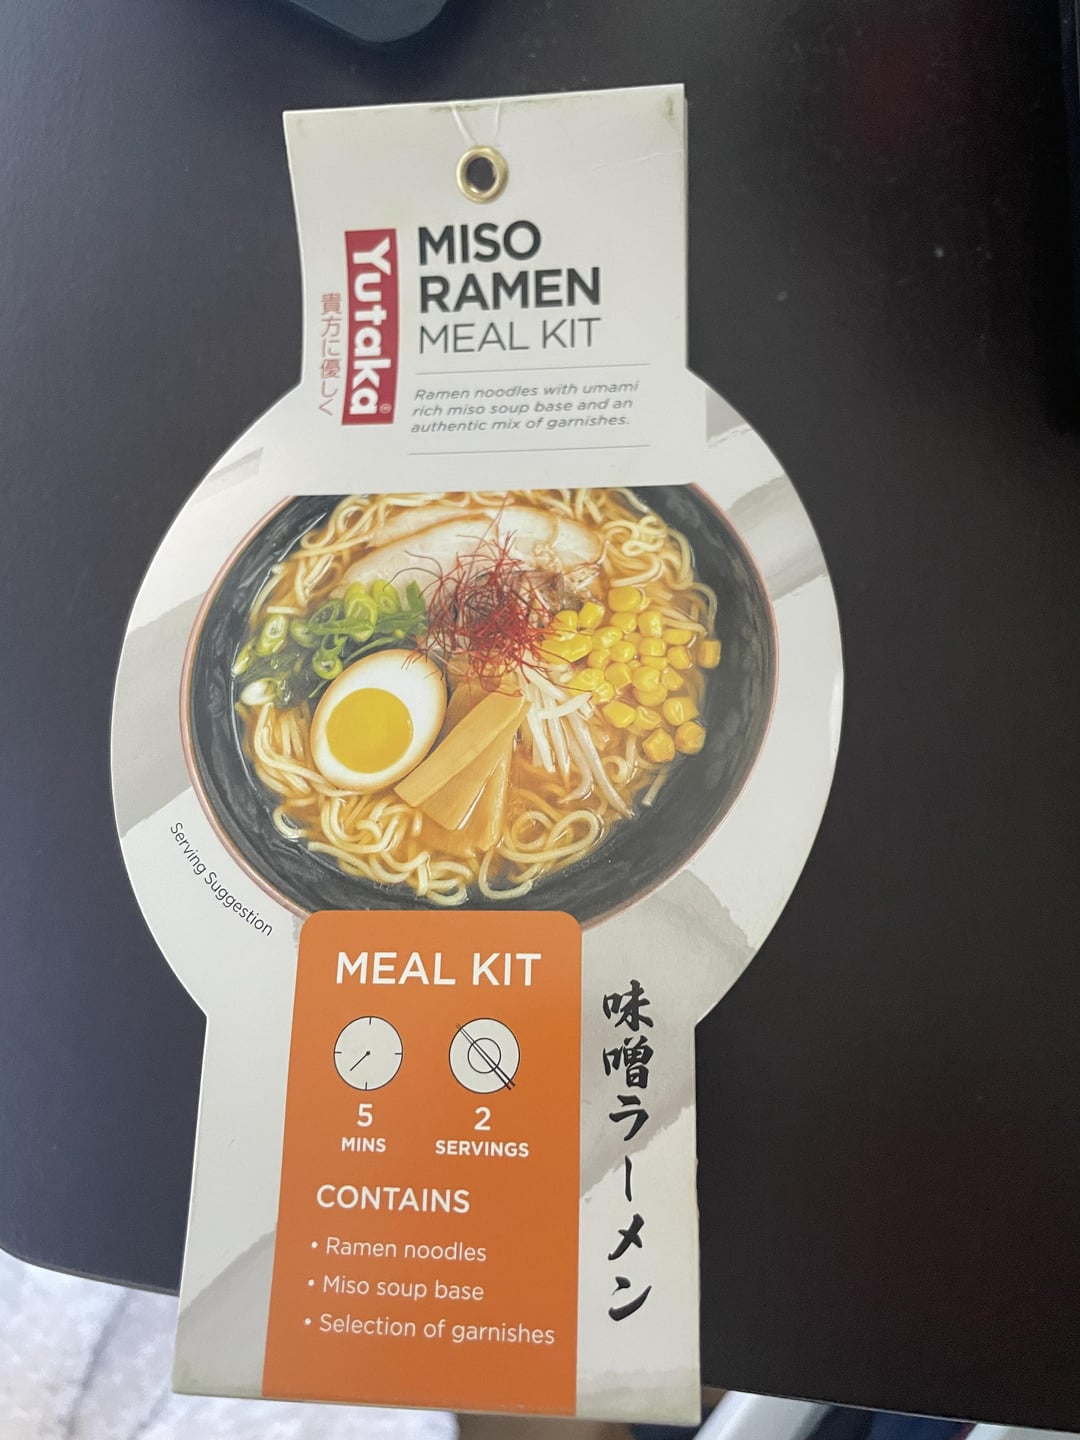 Yutaka®
貴方に優しく
MISO
RAMEN
MEAL KIT
Ramen noodles with umami
rich miso soup base and an
authentic mix of garnishes.
Serving Suggestion
MEAL KIT
5
MINS
2
SERVINGS
CONTAINS
• Ramen noodles
• Miso soup base
• Selection of garnishes
味噌ラーメン